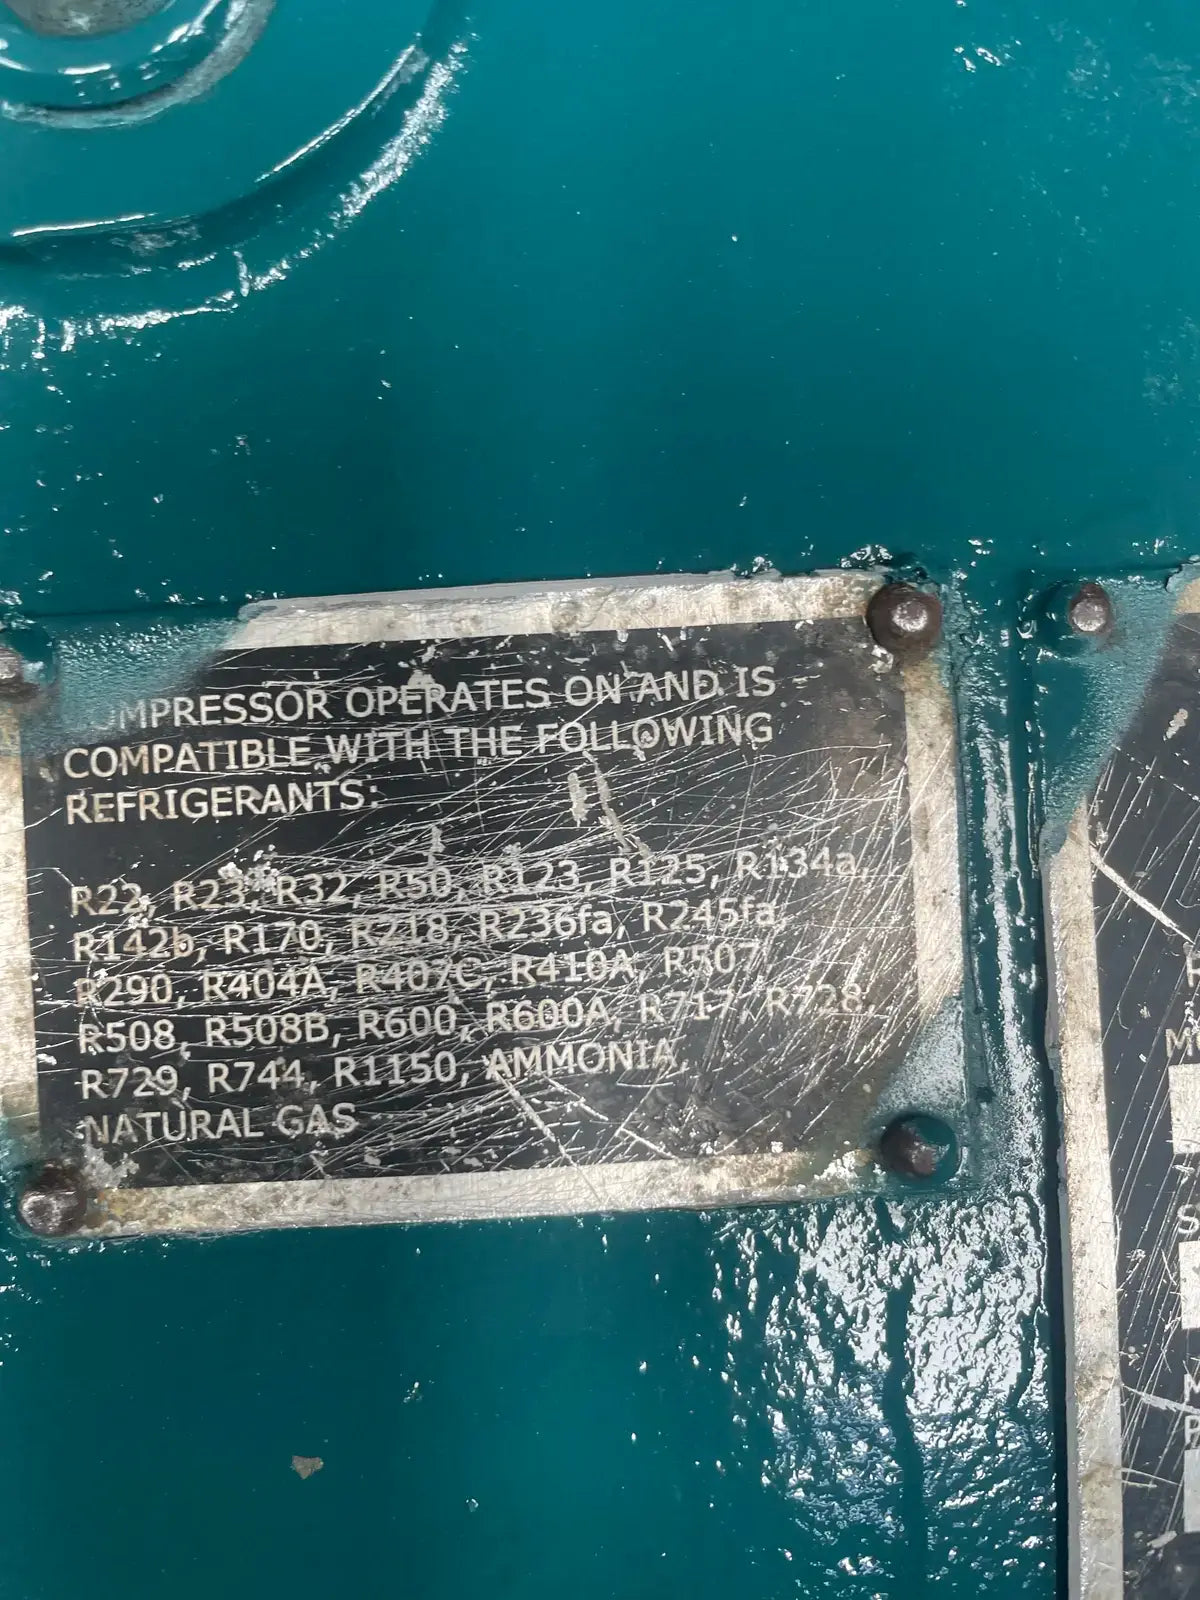 COMPRESSOR OPERATES ON AND IS
COMPATIBLE WITH THE FOLLOWING
REFRIGERANTS:
R22, R23, R32, R50, R123, R125, R134a,
R142b, R170, R218, R236fa, R245fa,
R290, R404A, R407C, R410A, R507,
R508, R508B, R600, R600A, R717, R728,
R729, R744, R1150, AMMONIA,
NATURAL GAS